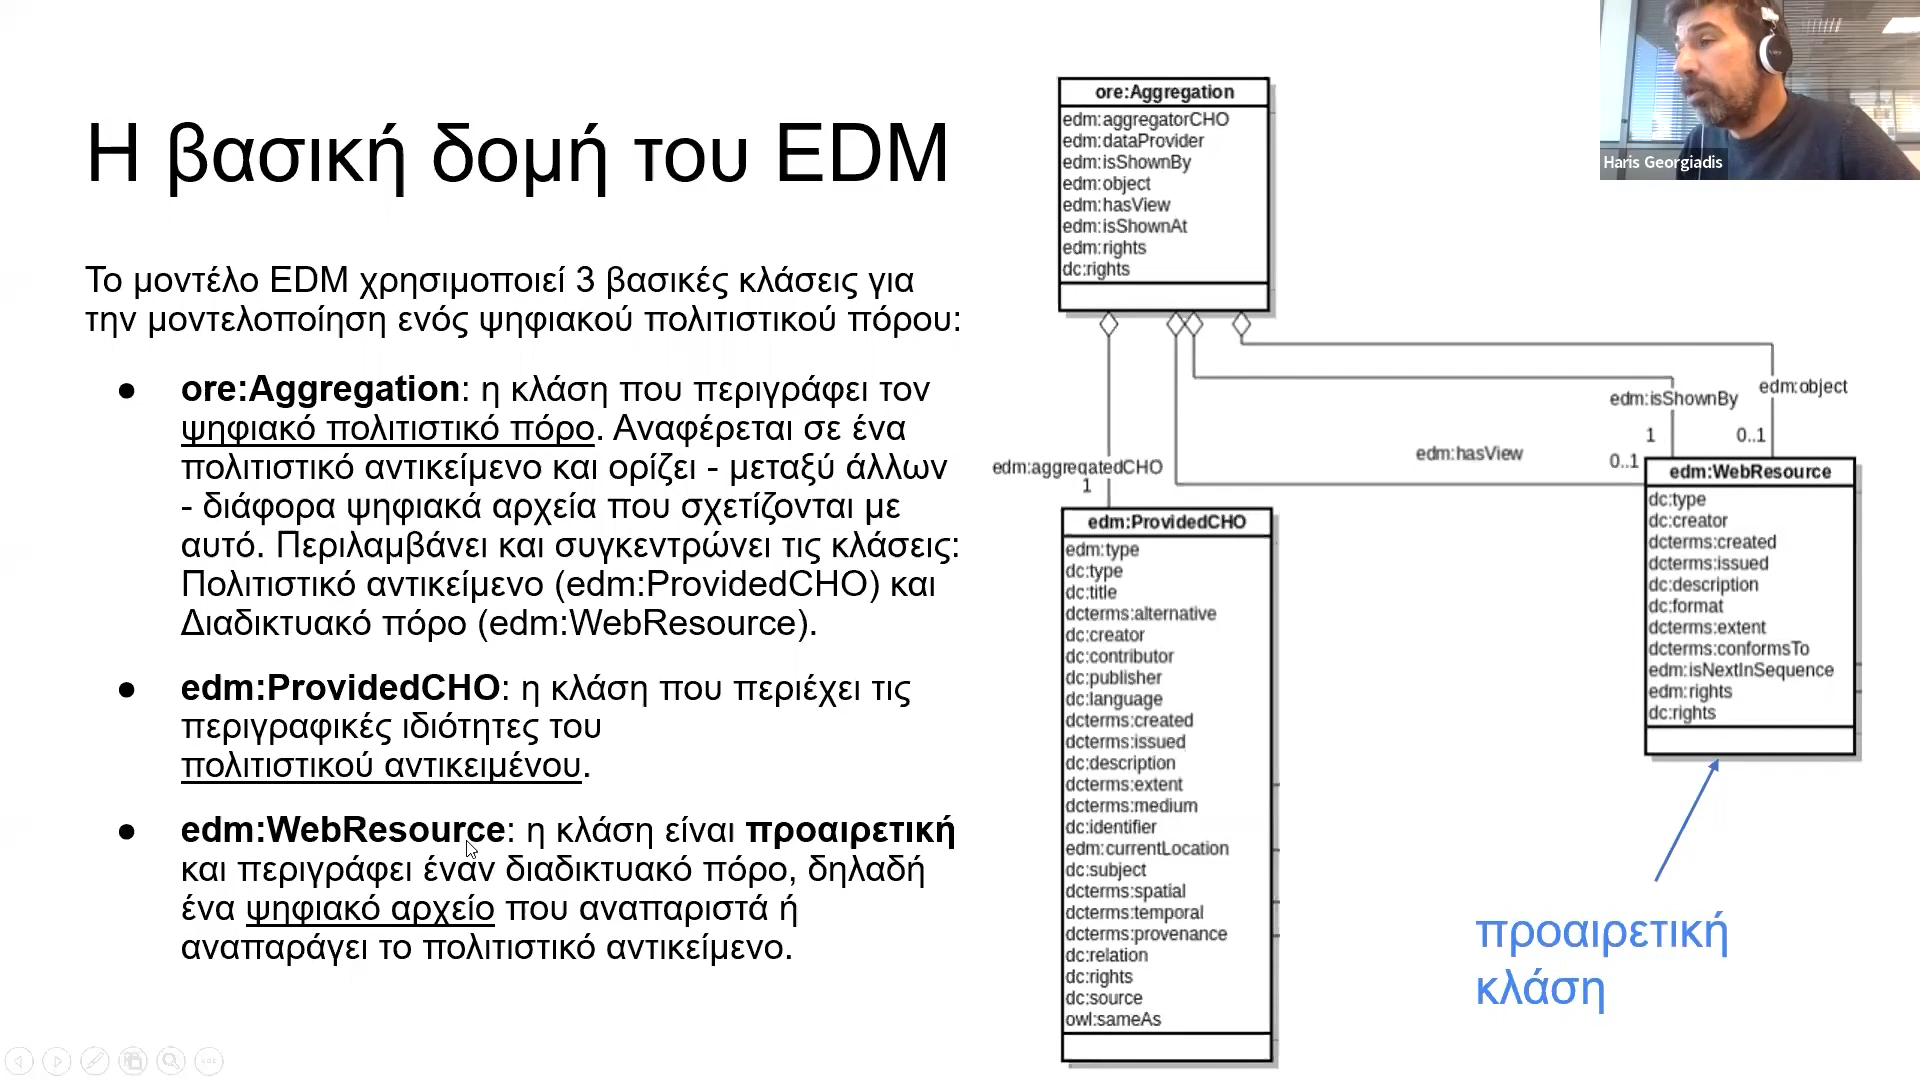 Η βασική δομή του EDM
Το μοντέλο EDM χρησιμοποιεί 3 βασικές κλάσεις για
την μοντελοποίηση ενός ψηφιακού πολιτιστικού πόρου:
● ore:Aggregation: η κλάση που περιγράφει τον
ψηφιακό πολιτιστικό πόρο. Αναφέρεται σε ένα
πολιτιστικό αντικείμενο και ορίζει - μεταξύ άλλων
- διάφορα ψηφιακά αρχεία που σχετίζονται με
αυτό. Περιλαμβάνει και συγκεντρώνει τις κλάσεις:
Πολιτιστικό αντικείμενο (edm:ProvidedCHO) και
Διαδικτυακό πόρο (edm:WebResource).
● edm:ProvidedCHO: η κλάση που περιέχει τις
περιγραφικές ιδιότητες του
πολιτιστικού αντικειμένου.
● edm:WebResource: η κλάση είναι προαιρετική
και περιγράφει έναν διαδικτυακό πόρο, δηλαδή
ένα ψηφιακό αρχείο που αναπαριστά ή
αναπαράγει το πολιτιστικό αντικείμενο.
ore:Aggregation
edm:aggregatorCHO
edm:dataProvider
edm:isShownBy
edm:object
edm:hasView
edm:isShownAt
edm:rights
dc:rights
edm:aggregatedCHO
1
edm:hasView
0..1
edm:isShownBy
1
edm:object
0..1
edm:ProvidedCHO
edm:type
dc:type
dc:title
dcterms:alternative
dc:creator
dc:contributor
dc:publisher
dc:language
dcterms:created
dcterms:issued
dc:description
dcterms:extent
dcterms:medium
dc:identifier
edm:currentLocation
dc:subject
dcterms:spatial
dcterms:temporal
dcterms:provenance
dc:relation
dc:rights
dc:source
owl:sameAs
edm:WebResource
dc:type
dc:creator
dcterms:created
dcterms:issued
dc:description
dc:format
dcterms:extent
dcterms:conformsTo
edm:isNextInSequence
edm:rights
dc:rights
προαιρετική
κλάση
Haris Georgiadis